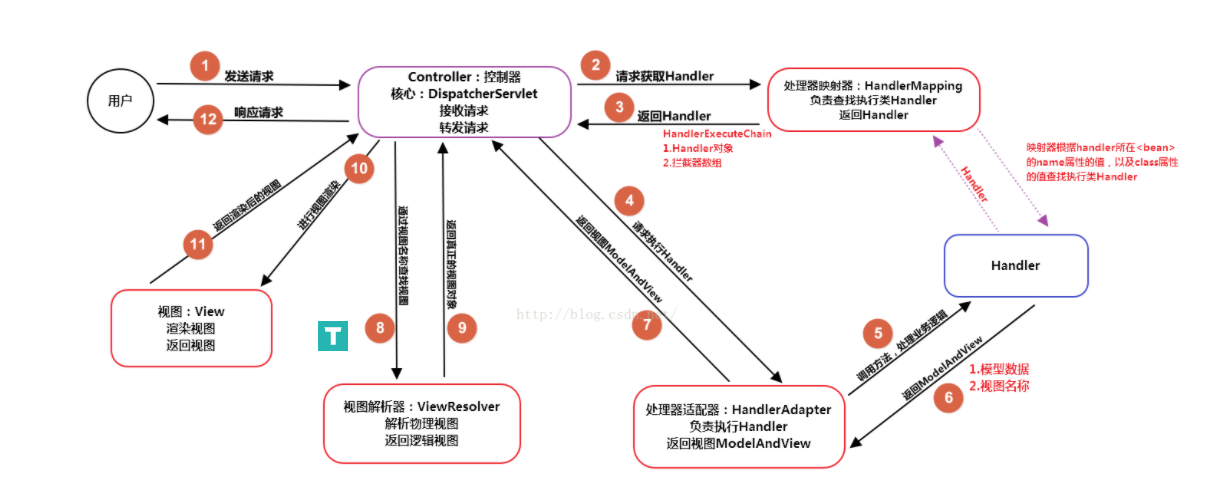 1
发送请求
用户
12
响应请求
Controller：控制器
核心：DispatcherServlet
接收请求
转发请求
2
请求获取Handler
3
返回Handler
HandlerExecuteChain
1.Handler对象
2.拦截器数组
处理器映射器：HandlerMapping
负责查找执行类Handler
返回Handler
映射器根据handler所在<bean>
的name属性的值，以及class属性
的值查找执行类Handler
Handler
Handler
4
请求执行Handler
5
调用方法，处理业务逻辑
6
返回ModelAndView
1.模型数据
2.视图名称
处理器适配器：HandlerAdapter
负责执行Handler
返回视图ModelAndView
7
返回视图ModelAndView
8
通过视图名称查找视图
视图解析器：ViewResolver
解析物理视图
返回逻辑视图
9
返回真正的视图对象
10
进行视图渲染
视图：View
渲染视图
返回视图
11
返回渲染后的视图
T
http://blog.csdn.net/